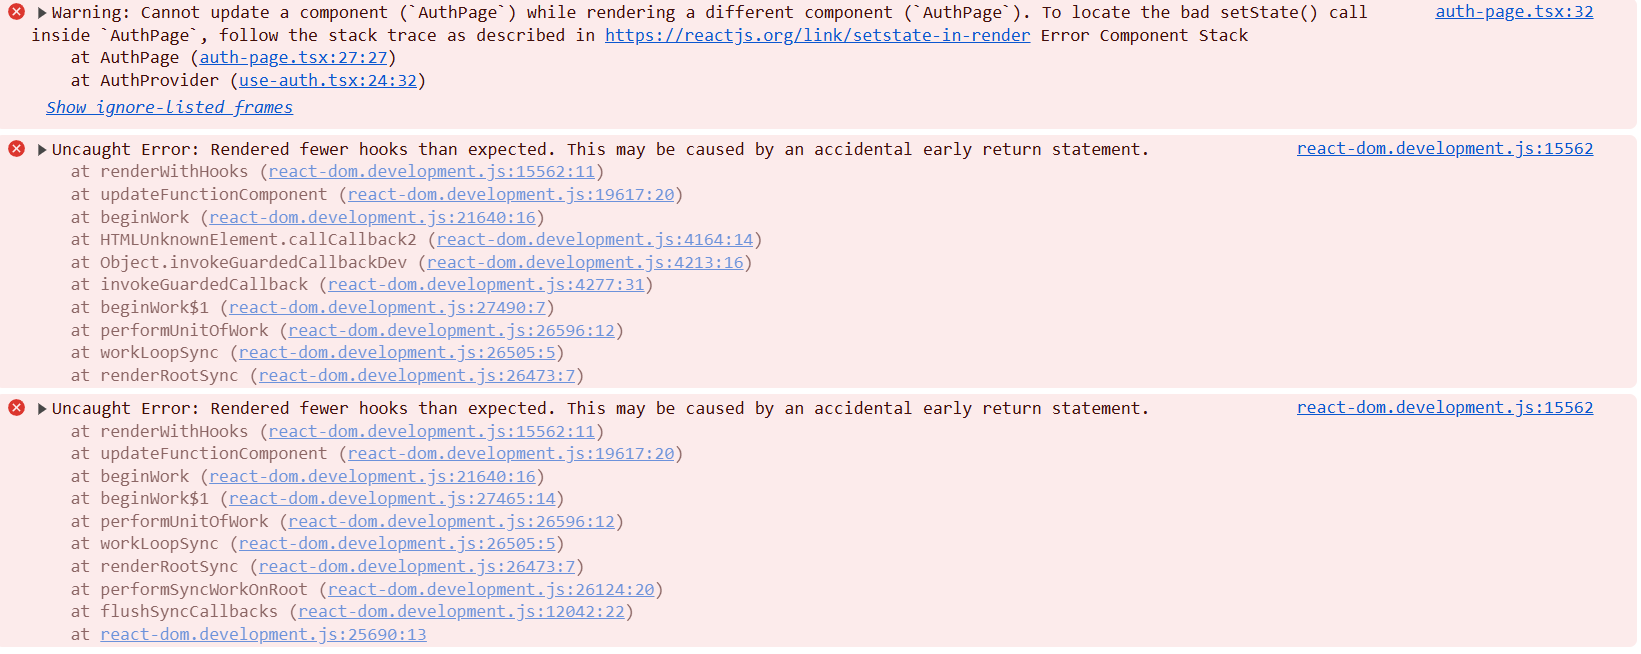 Warning: Cannot update a component (`AuthPage`) while rendering a different component (`AuthPage`). To locate the bad setState() call auth-page.tsx:32
inside `AuthPage`, follow the stack trace as described in https://reactjs.org/link/setstate-in-render Error Component Stack
at AuthPage (auth-page.tsx:27:27)
at AuthProvider (use-auth.tsx:24:32)
Show ignore-listed frames
Uncaught Error: Rendered fewer hooks than expected. This may be caused by an accidental early return statement. react-dom.development.js:15562
at renderWithHooks (react-dom.development.js:15562:11)
at updateFunctionComponent (react-dom.development.js:19617:20)
at beginWork (react-dom.development.js:21640:16)
at HTMLUnknownElement.callCallback2 (react-dom.development.js:4164:14)
at Object.invokeGuardedCallbackDev (react-dom.development.js:4213:16)
at invokeGuardedCallback (react-dom.development.js:4277:31)
at beginWork$1 (react-dom.development.js:27490:7)
at performUnitOfWork (react-dom.development.js:26596:12)
at workLoopSync (react-dom.development.js:26505:5)
at renderRootSync (react-dom.development.js:26473:7)
Uncaught Error: Rendered fewer hooks than expected. This may be caused by an accidental early return statement. react-dom.development.js:15562
at renderWithHooks (react-dom.development.js:15562:11)
at updateFunctionComponent (react-dom.development.js:19617:20)
at beginWork (react-dom.development.js:21640:16)
at beginWork$1 (react-dom.development.js:27465:14)
at performUnitOfWork (react-dom.development.js:26596:12)
at workLoopSync (react-dom.development.js:26505:5)
at renderRootSync (react-dom.development.js:26473:7)
at performSyncWorkOnRoot (react-dom.development.js:26124:20)
at flushSyncCallbacks (react-dom.development.js:12042:22)
at react-dom.development.js:25690:13